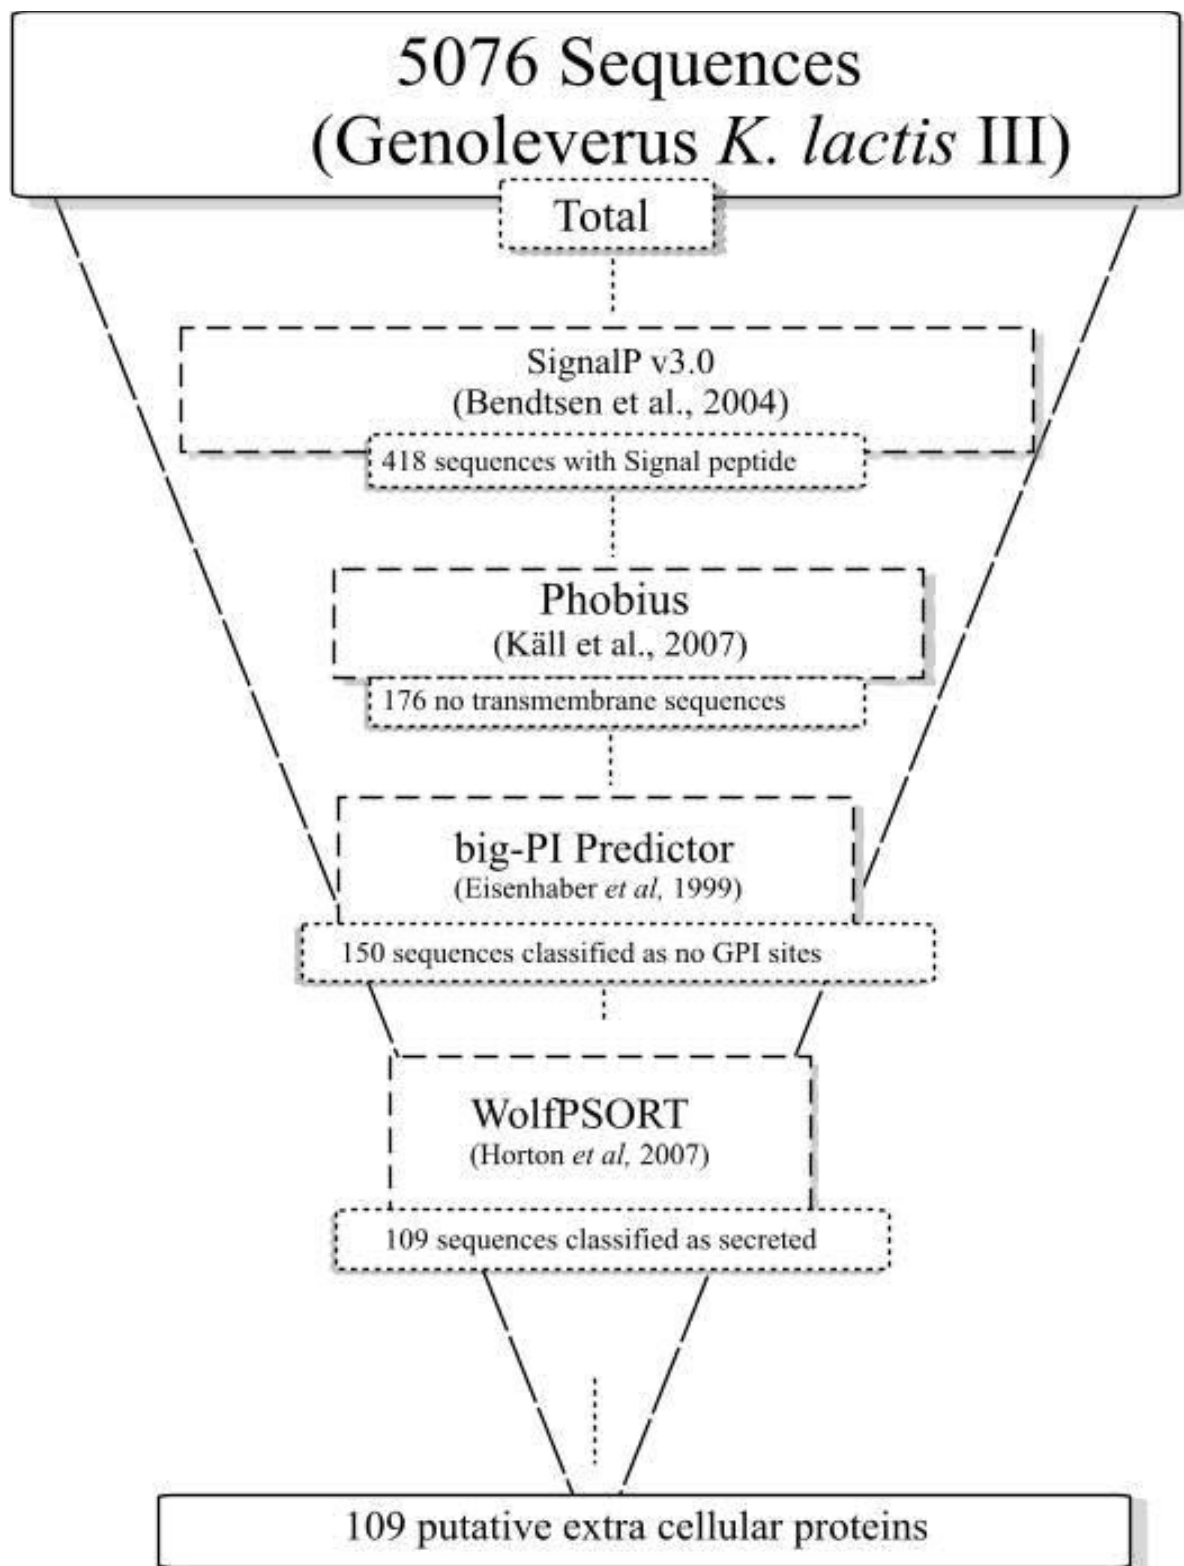 5076 Sequences
(Genoleverus K. lactis III)
Total
SignalP v3.0
(Bendtsen et al., 2004)
418 sequences with Signal peptide
Phobius
(Käll et al., 2007)
176 no transmembrane sequences
big-PI Predictor
(Eisenhaber et al, 1999)
150 sequences classified as no GPI sites
WolfPSORT
(Horton et al, 2007)
109 sequences classified as secreted
109 putative extra cellular proteins